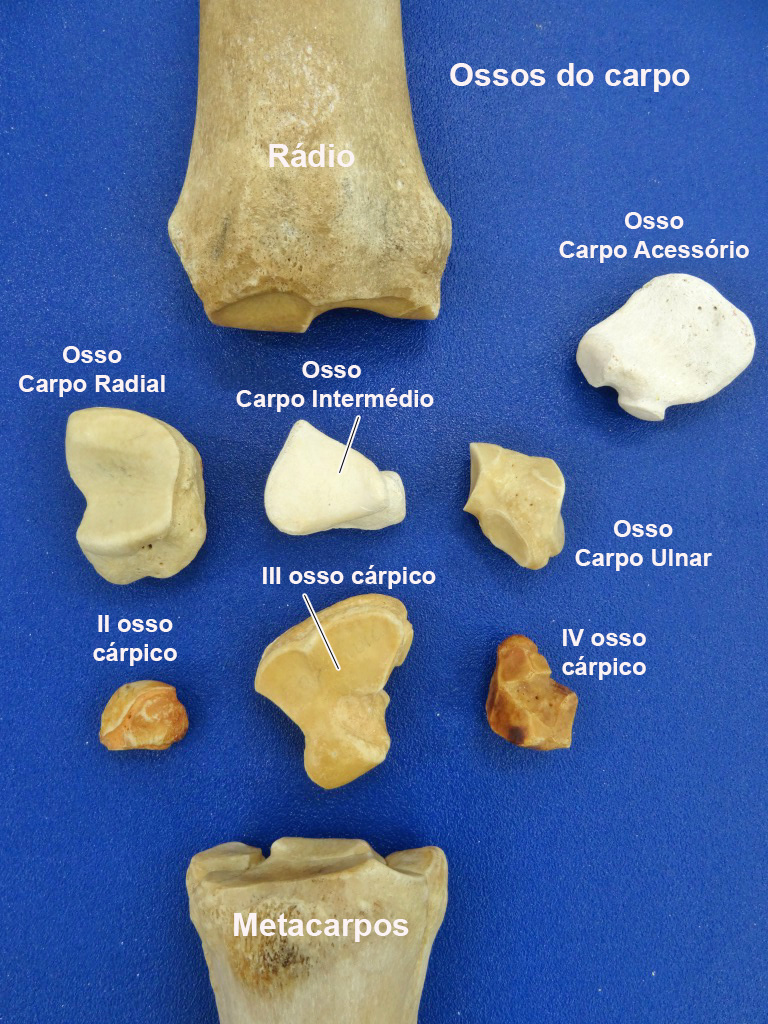 Ossos do carpo
Rádio
Osso
Carpo Acessório
Osso
Carpo Radial
Osso
Carpo Intermédio
Osso
Carpo Ulnar
III osso cárpico
II osso
cárpico
IV osso
cárpico
Metacarpos